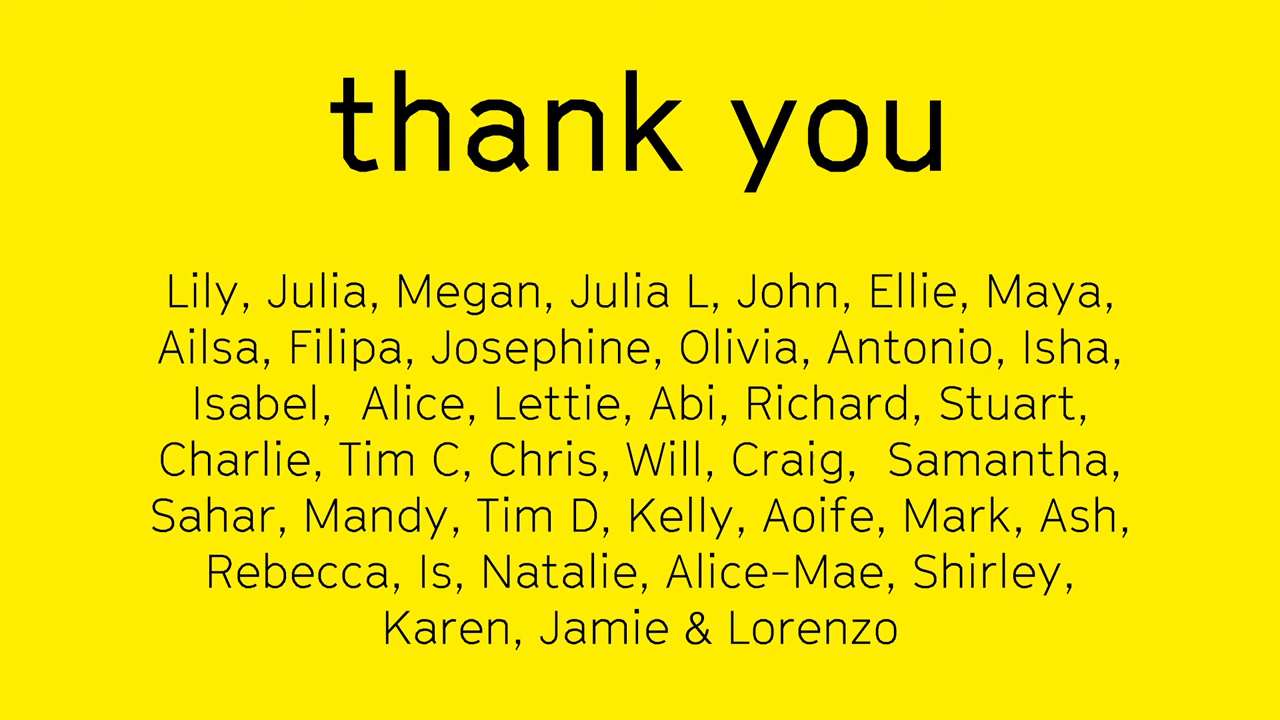 thank you
Lily, Julia, Megan, Julia L, John, Ellie, Maya,
Ailsa, Filipa, Josephine, Olivia, Antonio, Isha,
Isabel,  Alice, Lettie, Abi, Richard, Stuart,
Charlie, Tim C, Chris, Will, Craig,  Samantha,
Sahar, Mandy, Tim D, Kelly, Aoife, Mark, Ash,
Rebecca, Is, Natalie, Alice-Mae, Shirley,
Karen, Jamie & Lorenzo